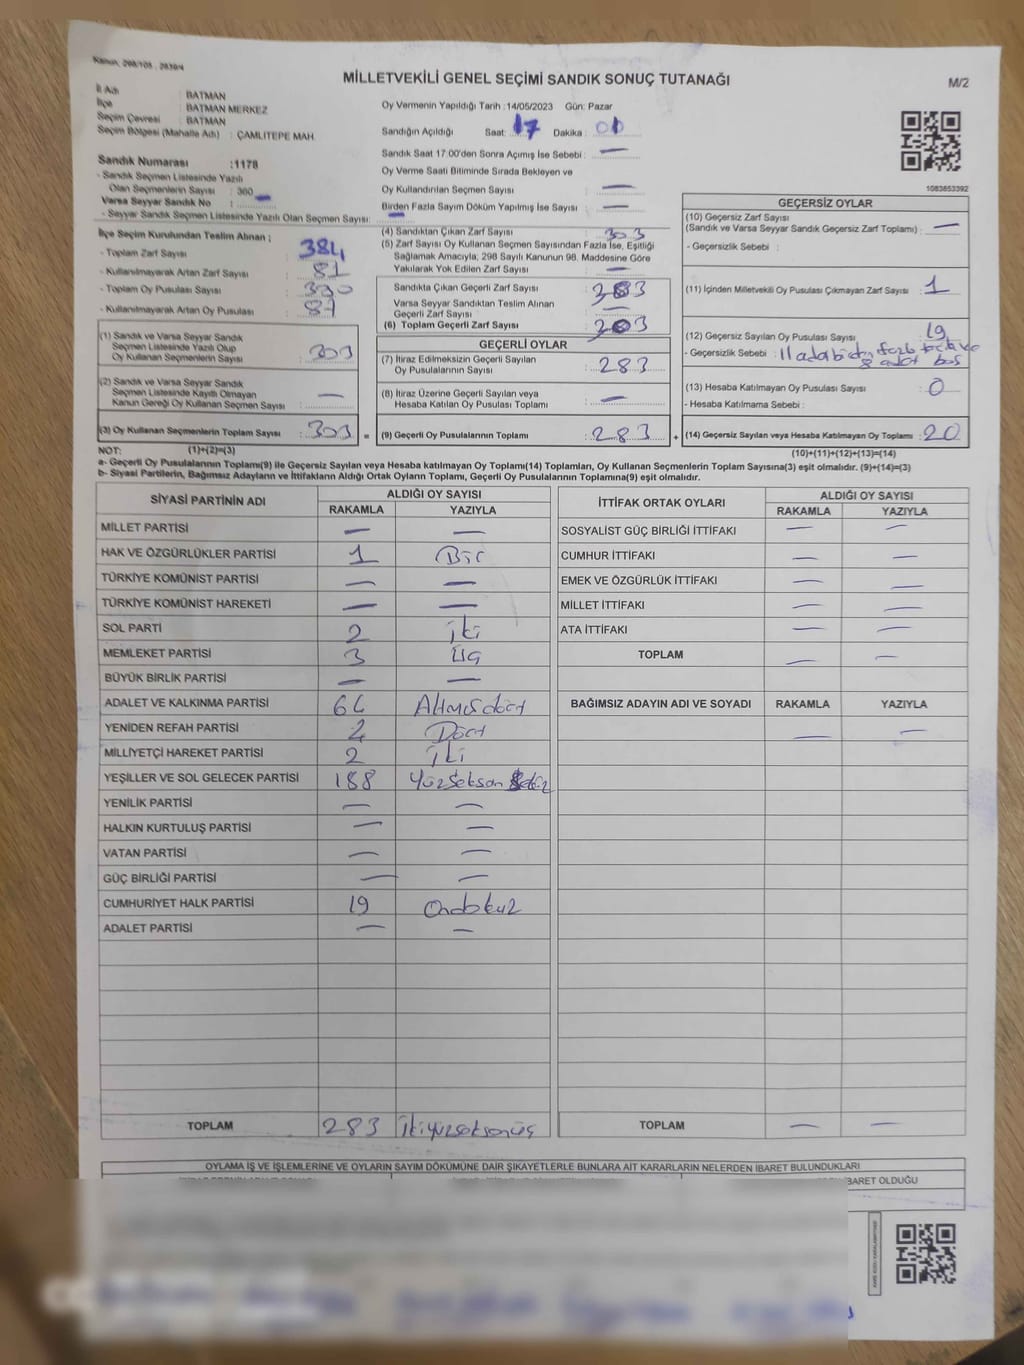 Kanun, 298/105 , 2839/4
MİLLETVEKİLİ GENEL SEÇİMİ SANDIK SONUÇ TUTANAĞI
M/2
İl Adı : BATMAN
İlçe : BATMAN MERKEZ
Seçim Çevresi : BATMAN
Seçim Bölgesi (Mahalle Adı) : ÇAMLITEPE MAH.
Sandık Numarası :1178
- Sandık Seçmen Listesinde Yazılı
Olan Seçmenlerin Sayısı : 360
Varsa Seyyar Sandık No : —
- Seyyar Sandık Seçmen Listesinde Yazılı Olan Seçmen Sayısı: —
Oy Vermenin Yapıldığı Tarih :14/05/2023 Gün: Pazar
Sandığın Açıldığı Saat: 17 Dakika : 01
Sandık Saat 17.00'den Sonra Açımış İse Sebebi : —
Oy Verme Saati Bitiminde Sırada Bekleyen ve
Oy Kullandırılan Seçmen Sayısı : —
Birden Fazla Sayım Döküm Yapılmış İse Sayısı : —
1083853392
İlçe Seçim Kurulundan Teslim Alınan ;
- Toplam Zarf Sayısı : 384
- Kullanılmayarak Artan Zarf Sayısı : 81
- Toplam Oy Pusulası Sayısı : 390
- Kullanılmayarak Artan Oy Pusulası : 87
(1) Sandık ve Varsa Seyyar Sandık
Seçmen Listesinde Yazılı Olup
Oy Kullanan Seçmenlerin Sayısı : 303
(2) Sandık ve Varsa Seyyar Sandık
Seçmen Listesinde Kayıtlı Olmayan
Kanun Gereği Oy Kullanan Seçmen Sayısı : —
(3) Oy Kullanan Seçmenlerin Toplam Sayısı : 303 =
(4) Sandıktan Çıkan Zarf Sayısı : 303
(5) Zarf Sayısı Oy Kullanan Seçmen Sayısından Fazla İse, Eşitliği
Sağlamak Amacıyla; 298 Sayılı Kanunun 98. Maddesine Göre
Yakılarak Yok Edilen Zarf Sayısı : —
Sandıkta Çıkan Geçerli Zarf Sayısı :
Varsa Seyyar Sandıktan Teslim Alınan
Geçerli Zarf Sayısı : —
(6) Toplam Geçerli Zarf Sayısı :
GEÇERLİ OYLAR
(7) İtiraz Edilmeksizin Geçerli Sayılan
Oy Pusulasının Sayısı : 283
(8) İtiraz Üzerine Geçerli Sayılan veya
Hesaba Katılan Oy Pusulası Toplamı : —
(9) Geçerli Oy Pusulalarının Toplamı : 283 +
GEÇERSİZ OYLAR
(10) Geçersiz Zarf Sayısı
(Sandık ve Varsa Seyyar Sandık Geçersiz Zarf Toplamı) : —
- Geçersizlik Sebebi :
(11) İçinden Milletvekili Oy Pusulası Çıkmayan Zarf Sayısı : 1
(12) Geçersiz Sayılan Oy Pusulası Sayısı : 19
- Geçersizlik Sebebi : 11 adet birden fazla
8 adet boş
(13) Hesaba Katılmayan Oy Pusulası Sayısı : 0
- Hesaba Katılmama Sebebi :
(14) Geçersiz Sayılan veya Hesaba Katılmayan Oy Toplamı : 20
NOT: (1)+(2)=(3)
(10)+(11)+(12)+(13)=(14)
a- Geçerli Oy Pusulalarının Toplamı(9) ile Geçersiz Sayılan veya Hesaba katılmayan Oy Toplamı(14) Toplamları, Oy Kullanan Seçmenlerin Toplam Sayısına(3) eşit olmalıdır. (9)+(14)=(3)
b- Siyasi Partilerin, Bağımsız Adayların ve İttifakların Aldığı Ortak Oyların Toplamı, Geçerli Oy Pusulalarının Toplamına(9) eşit olmalıdır.
SİYASİ PARTİNİN ADI ALDIĞI OY SAYISI
RAKAMLA YAZIYLA
MİLLET PARTİSİ — —
HAK VE ÖZGÜRLÜKLER PARTİSİ 1 Bir
TÜRKİYE KOMÜNİST PARTİSİ — —
TÜRKİYE KOMÜNİST HAREKETİ — —
SOL PARTİ 2 iki
MEMLEKET PARTİSİ 3 üç
BÜYÜK BİRLİK PARTİSİ — —
ADALET VE KALKINMA PARTİSİ 64 Altmışdört
YENİDEN REFAH PARTİSİ 4 Dört
MİLLİYETÇİ HAREKET PARTİSİ 2 iki
YEŞİLLER VE SOL GELECEK PARTİSİ 188 Yüzseksen sekiz
YENİLİK PARTİSİ — —
HALKIN KURTULUŞ PARTİSİ — —
VATAN PARTİSİ — —
GÜÇ BİRLİĞİ PARTİSİ — —
CUMHURİYET HALK PARTİSİ 19 Ondokuz
ADALET PARTİSİ — —
TOPLAM 283 ikiyüzseksenüç
İTTİFAK ORTAK OYLARI ALDIĞI OY SAYISI
RAKAMLA YAZIYLA
SOSYALİST GÜÇ BİRLİĞİ İTTİFAKI — —
CUMHUR İTTİFAKI — —
EMEK VE ÖZGÜRLÜK İTTİFAKI — —
MİLLET İTTİFAKI — —
ATA İTTİFAKI — —
TOPLAM — —
BAĞIMSIZ ADAYIN ADI VE SOYADI RAKAMLA YAZIYLA
— —
TOPLAM — —
OYLAMA İŞ VE İŞLEMLERİNE VE OYLARIN SAYIM DÖKÜMÜNE DAİR ŞİKAYETLERLE BUNLARA AİT KARARLARIN NELERDEN İBARET BULUNDUKLARI
BARET OLDUĞU